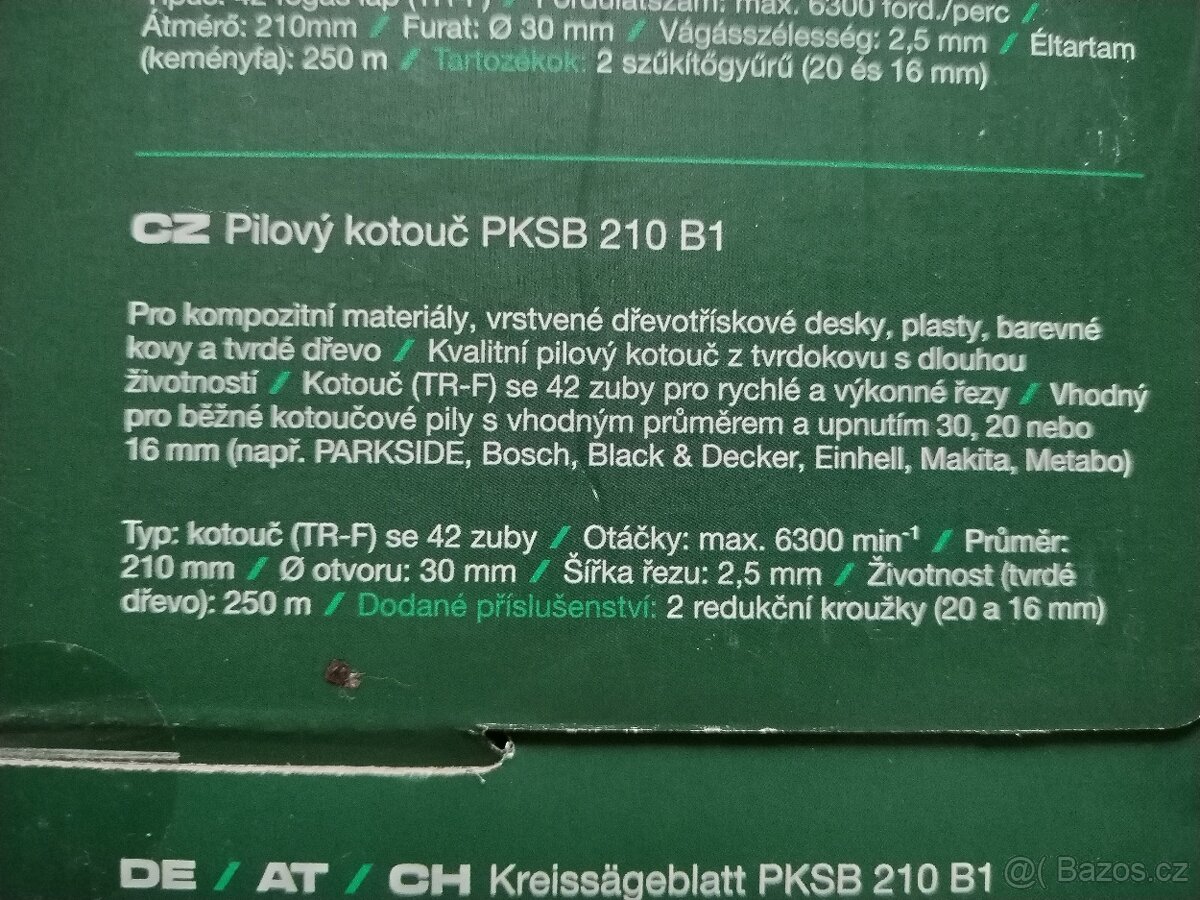 max. 6300 ford./perc /
Átmérő: 210mm / Furat: Ø 30 mm / Vágásszélesség: 2,5 mm / Éltartam
(keményfa): 250 m / Tartozékok: 2 szűkítőgyűrű (20 és 16 mm)
CZ Pilový kotouč PKSB 210 B1
Pro kompozitní materiály, vrstvené dřevotřískové desky, plasty, barevné
kovy a tvrdé dřevo / Kvalitní pilový kotouč z tvrdokovu s dlouhou
životností / Kotouč (TR-F) se 42 zuby pro rychlé a výkonné řezy / Vhodný
pro běžné kotoučové pily s vhodným průměrem a upnutím 30, 20 nebo
16 mm (např. PARKSIDE, Bosch, Black & Decker, Einhell, Makita, Metabo)
Typ: kotouč (TR-F) se 42 zuby / Otáčky: max. 6300 min⁻¹ / Průměr:
210 mm / Ø otvoru: 30 mm / Šířka řezu: 2,5 mm / Životnost (tvrdé
dřevo): 250 m / Dodané příslušenství: 2 redukční kroužky (20 a 16 mm)
DE / AT / CH Kreissägeblatt PKSB 210 B1
@( Bazos.cz